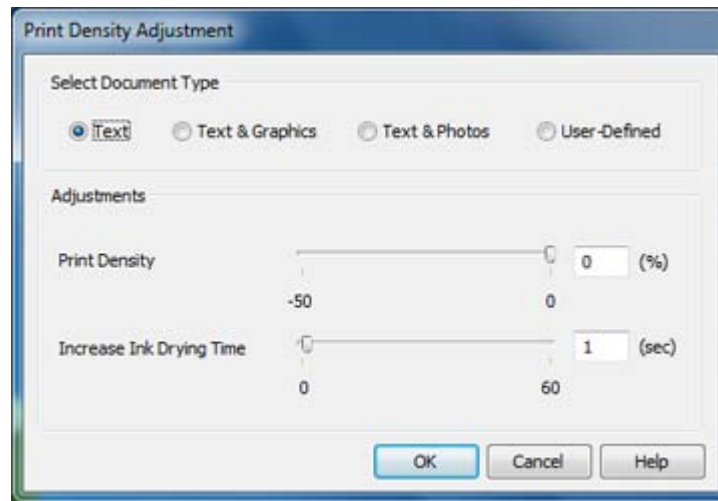 Print Density Adjustment
Select Document Type
Text Text & Graphics Text & Photos User-Defined
Adjustments
Print Density 0 (%)
-50 0
Increase Ink Drying Time 1 (sec)
0 60
OK Cancel Help